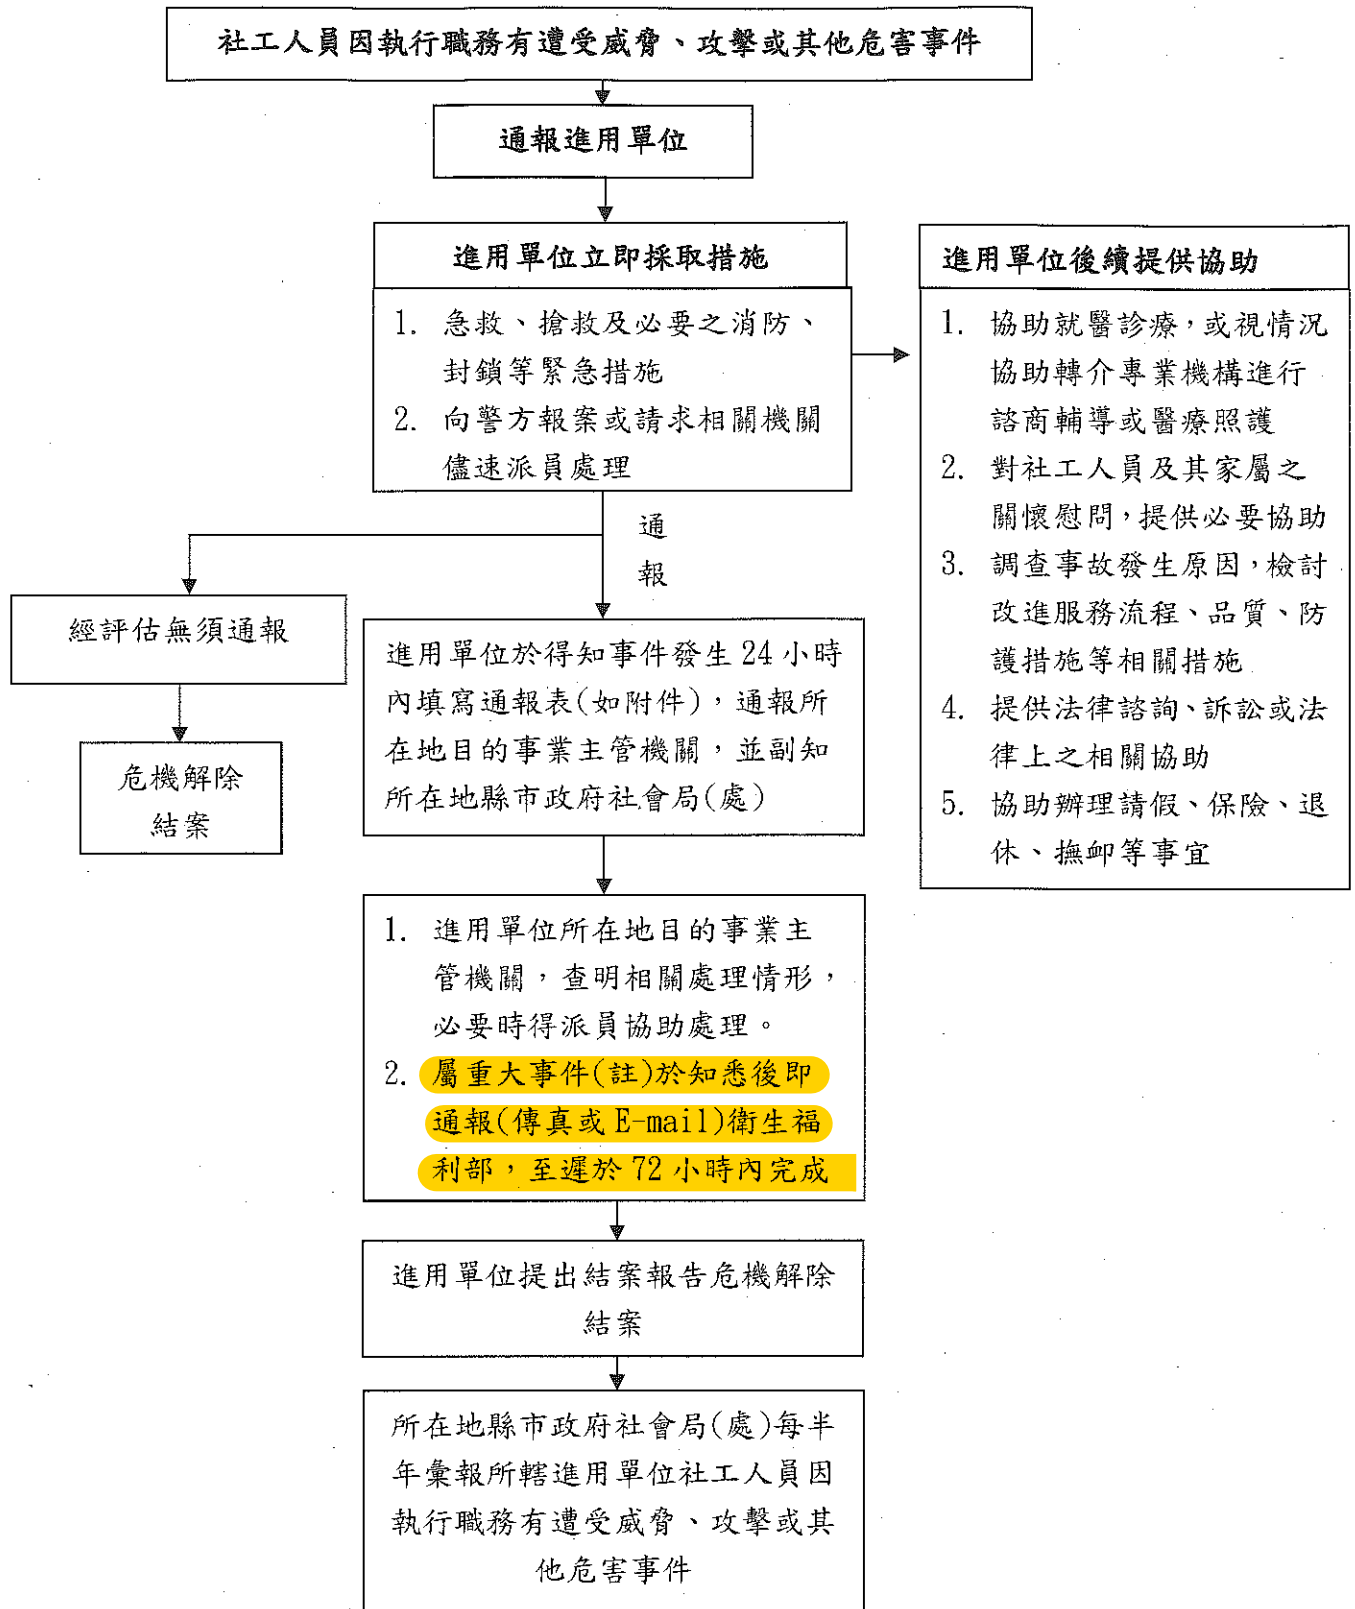 社工人員因執行職務有遭受威脅、攻擊或其他危害事件
通報進用單位
進用單位立即採取措施
1. 急救、搶救及必要之消防、
封鎖等緊急措施
2. 向警方報案或請求相關機關
儘速派員處理
進用單位後續提供協助
1. 協助就醫診療，或視情況
協助轉介專業機構進行
諮商輔導或醫療照護
2. 對社工人員及其家屬之
關懷慰問，提供必要協助
3. 調查事故發生原因，檢討
改進服務流程、品質、防
護措施等相關措施
4. 提供法律諮詢、訴訟或法
律上之相關協助
5. 協助辦理請假、保險、退
休、撫卹等事宜
通
報
經評估無須通報
危機解除
結案
進用單位於得知事件發生 24 小時
內填寫通報表(如附件)，通報所
在地目的事業主管機關，並副知
所在地縣市政府社會局(處)
1. 進用單位所在地目的事業主
管機關，查明相關處理情形，
必要時得派員協助處理。
2. 屬重大事件(註)於知悉後即
通報(傳真或 E-mail)衛生福
利部，至遲於 72 小時內完成
進用單位提出結案報告危機解除
結案
所在地縣市政府社會局(處)每半
年彙報所轄進用單位社工人員因
執行職務有遭受威脅、攻擊或其
他危害事件